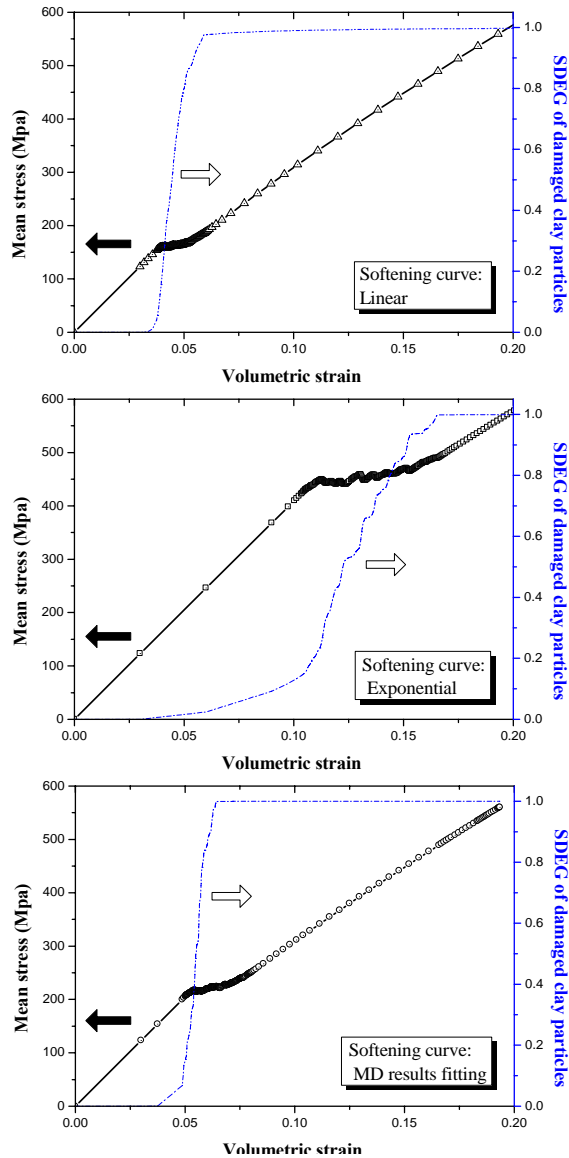 600
500
400
300
200
100
0
Mean stress (Mpa)
1.0
0.8
0.6
0.4
0.2
0.0
SDEG of damaged clay particles
Softening curve:
Linear
0.00 0.05 0.10 0.15 0.20
Volumetric strain
600
500
400
300
200
100
0
Mean stress (Mpa)
1.0
0.8
0.6
0.4
0.2
0.0
SDEG of damaged clay particles
Softening curve:
Exponential
0.00 0.05 0.10 0.15 0.20
Volumetric strain
600
500
400
300
200
100
0
Mean stress (Mpa)
1.0
0.8
0.6
0.4
0.2
0.0
SDEG of damaged clay particles
Softening curve:
MD results fitting
0.00 0.05 0.10 0.15 0.20
Volumetric strain